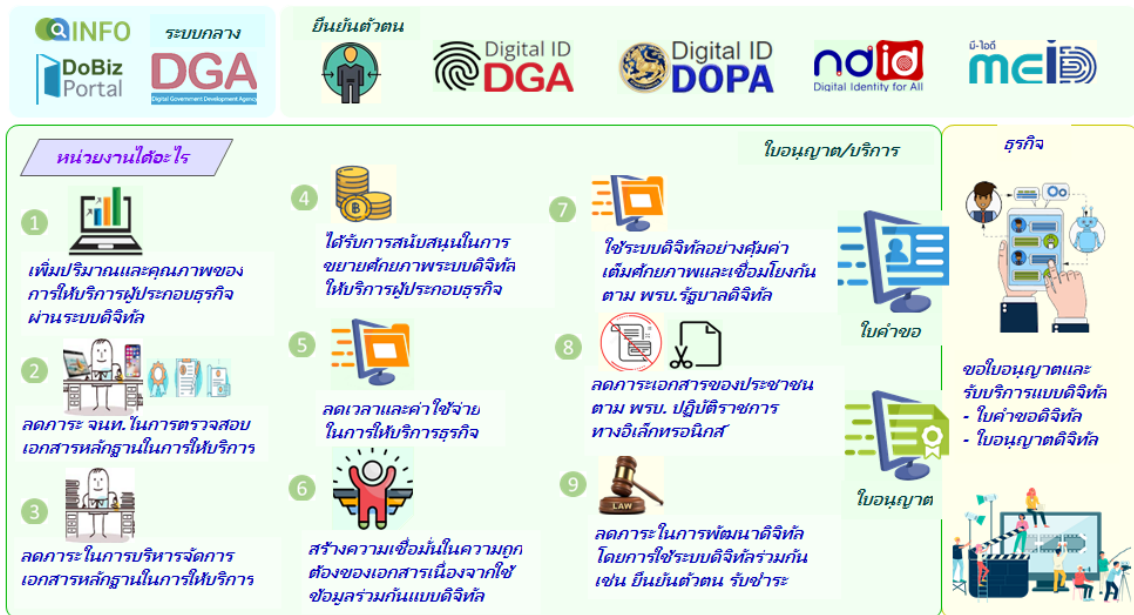 INFO
DoBiz
Portal
ระบบกลาง
DGA
Digital Government Development Agency
ยืนยันตัวตน
Digital ID
DGA
Digital ID
DOPA
ndid
Digital Identity for All
มี-ไอดี
meiD
หน่วยงานได้อะไร
ใบอนุญาต/บริการ
ธุรกิจ
1
เพิ่มปริมาณและคุณภาพของ
การให้บริการผู้ประกอบธุรกิจ
ผ่านระบบดิจิทัล
2
ลดภาระ จนท.ในการตรวจสอบ
เอกสารหลักฐานในการให้บริการ
3
ลดภาระในการบริหารจัดการ
เอกสารหลักฐานในการให้บริการ
4
ได้รับการสนับสนุนในการ
ขยายศักยภาพระบบดิจิทัล
ให้บริการผู้ประกอบธุรกิจ
5
ลดเวลาและค่าใช้จ่าย
ในการให้บริการธุรกิจ
6
สร้างความเชื่อมั่นในความถูก
ต้องของเอกสารเนื่องจากใช้
ข้อมูลร่วมกันแบบดิจิทัล
7
ใช้ระบบดิจิทัลอย่างคุ้มค่า
เต็มศักยภาพและเชื่อมโยงกัน
ตาม พรบ.รัฐบาลดิจิทัล
8
ลดภาระเอกสารของประชาชน
ตาม พรบ. ปฏิบัติราชการ
ทางอิเล็กทรอนิกส์
9
LAW
ลดภาระในการพัฒนาดิจิทัล
โดยการใช้ระบบดิจิทัลร่วมกัน
เช่น ยืนยันตัวตน รับชำระ
ใบคำขอ
ใบอนุญาต
ขอใบอนุญาตและ
รับบริการแบบดิจิทัล
- ใบคำขอดิจิทัล
- ใบอนุญาตดิจิทัล